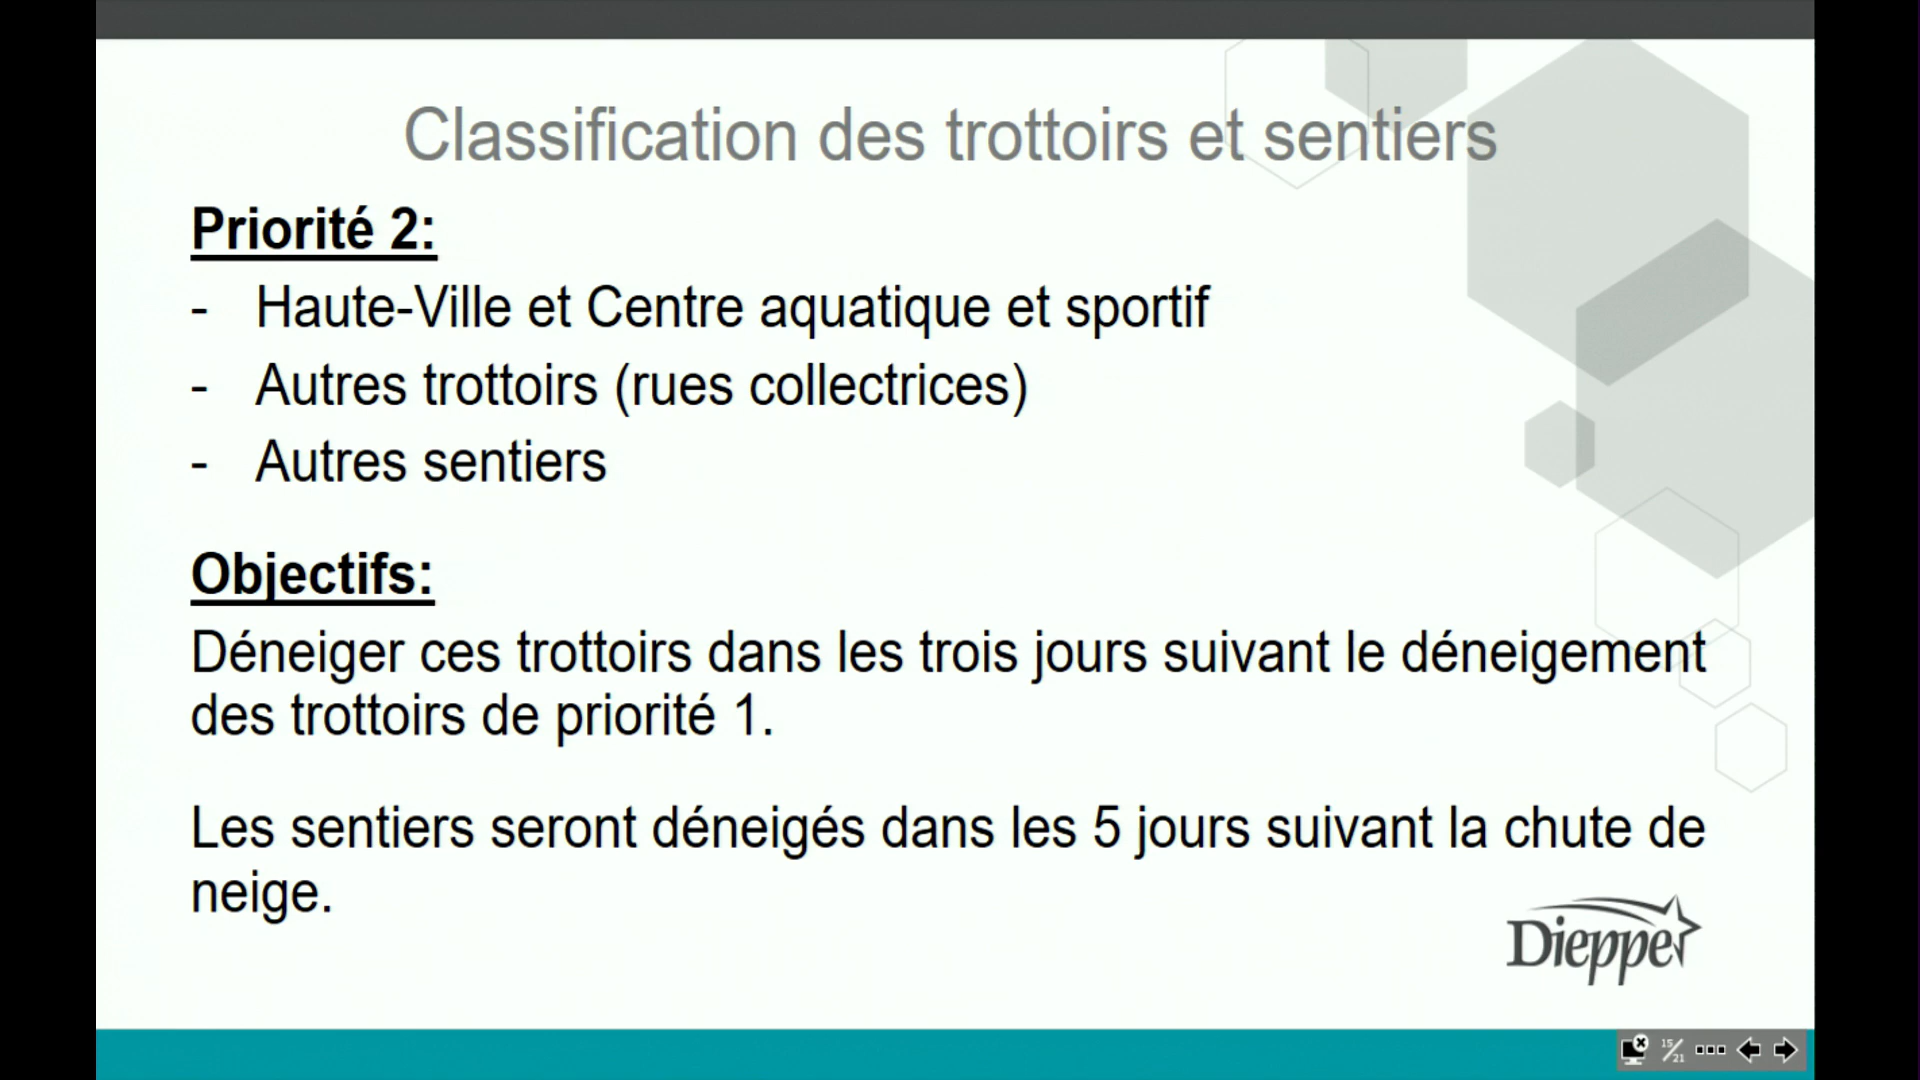 Classification des trottoirs et sentiers
Priorité 2:
- Haute-Ville et Centre aquatique et sportif
- Autres trottoirs (rues collectrices)
- Autres sentiers
Objectifs:
Déneiger ces trottoirs dans les trois jours suivant le déneigement
des trottoirs de priorité 1.
Les sentiers seront déneigés dans les 5 jours suivant la chute de
neige.
Dieppe
15/21